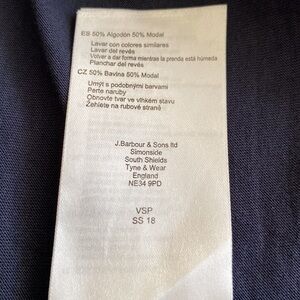 ES 50% Algodón 50% Modal
Lavar con colores similares
Lavar del revés
Volver a dar forma mientras la prenda está húmeda
Planchar del revés
CZ 50% Bavlna 50% Modal
Umýt s podobnými barvami
Perte naruby
Obnovte tvar ve vlhkém stavu
Žehlete na rubové straně
J.Barbour & Sons ltd
Simonside
South Shields
Tyne & Wear
England
NE34 9PD
VSP
SS 18